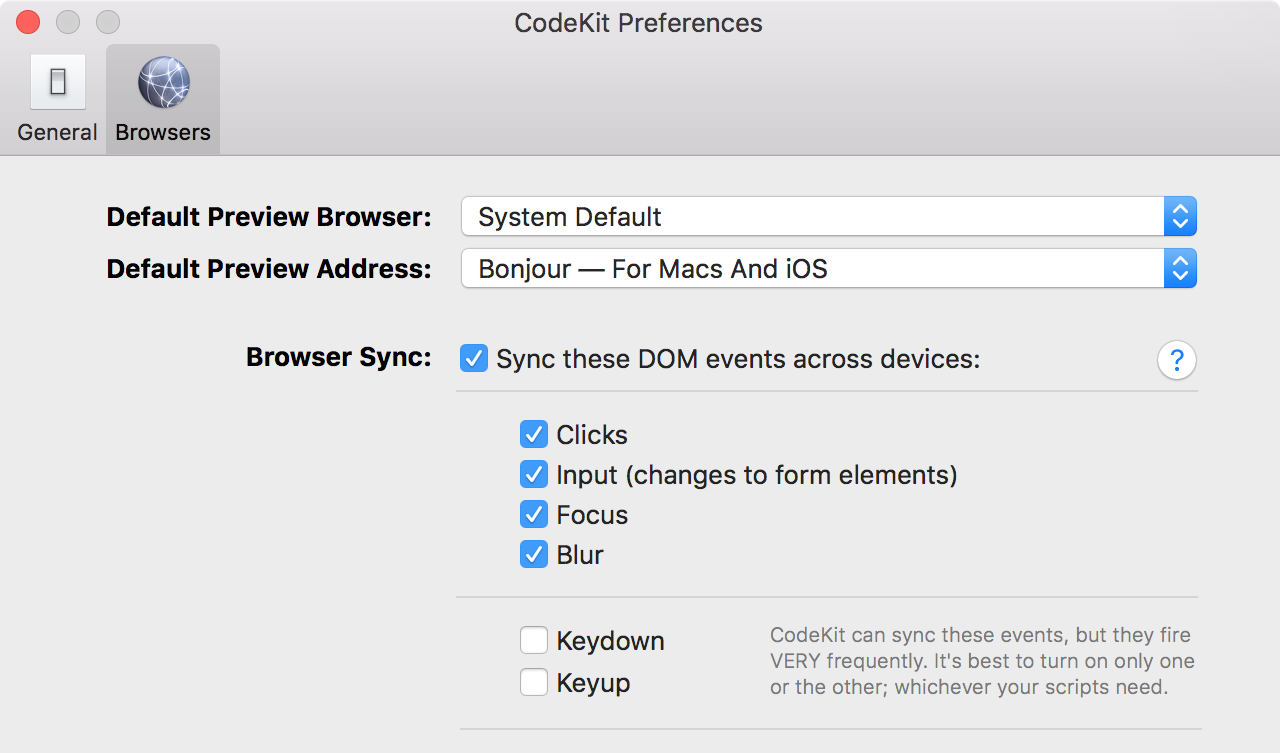 CodeKit Preferences
General
Browsers
Default Preview Browser:
System Default
Default Preview Address:
Bonjour — For Macs And iOS
Browser Sync:
Sync these DOM events across devices:
?
Clicks
Input (changes to form elements)
Focus
Blur
Keydown
Keyup
CodeKit can sync these events, but they fire
VERY frequently. It's best to turn on only one
or the other; whichever your scripts need.